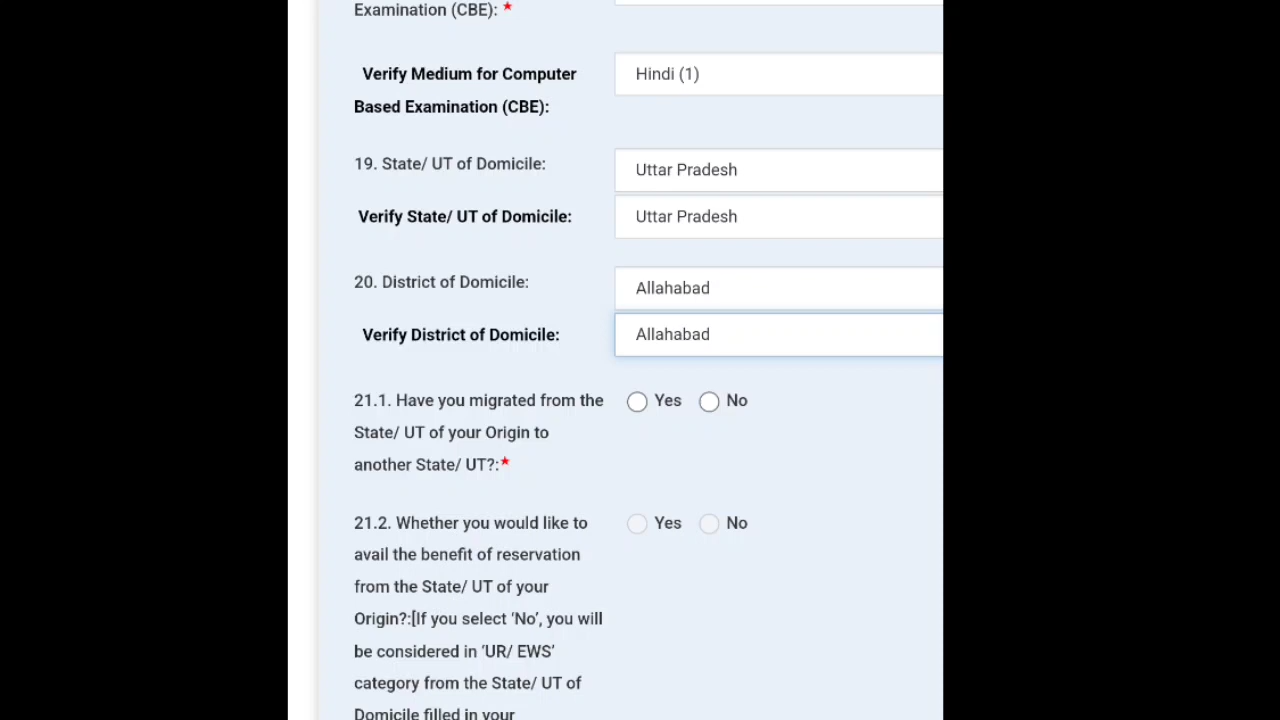 Examination (CBE): *
Verify Medium for Computer
Based Examination (CBE):
Hindi (1)
19. State/ UT of Domicile:
Uttar Pradesh
Verify State/ UT of Domicile:
Uttar Pradesh
20. District of Domicile:
Allahabad
Verify District of Domicile:
Allahabad
21.1. Have you migrated from the
State/ UT of your Origin to
another State/ UT?:*
Yes No
21.2. Whether you would like to
avail the benefit of reservation
from the State/ UT of your
Origin?:[If you select ‘No’, you will
be considered in ‘UR/ EWS’
category from the State/ UT of
Domicile filled in your
Yes No